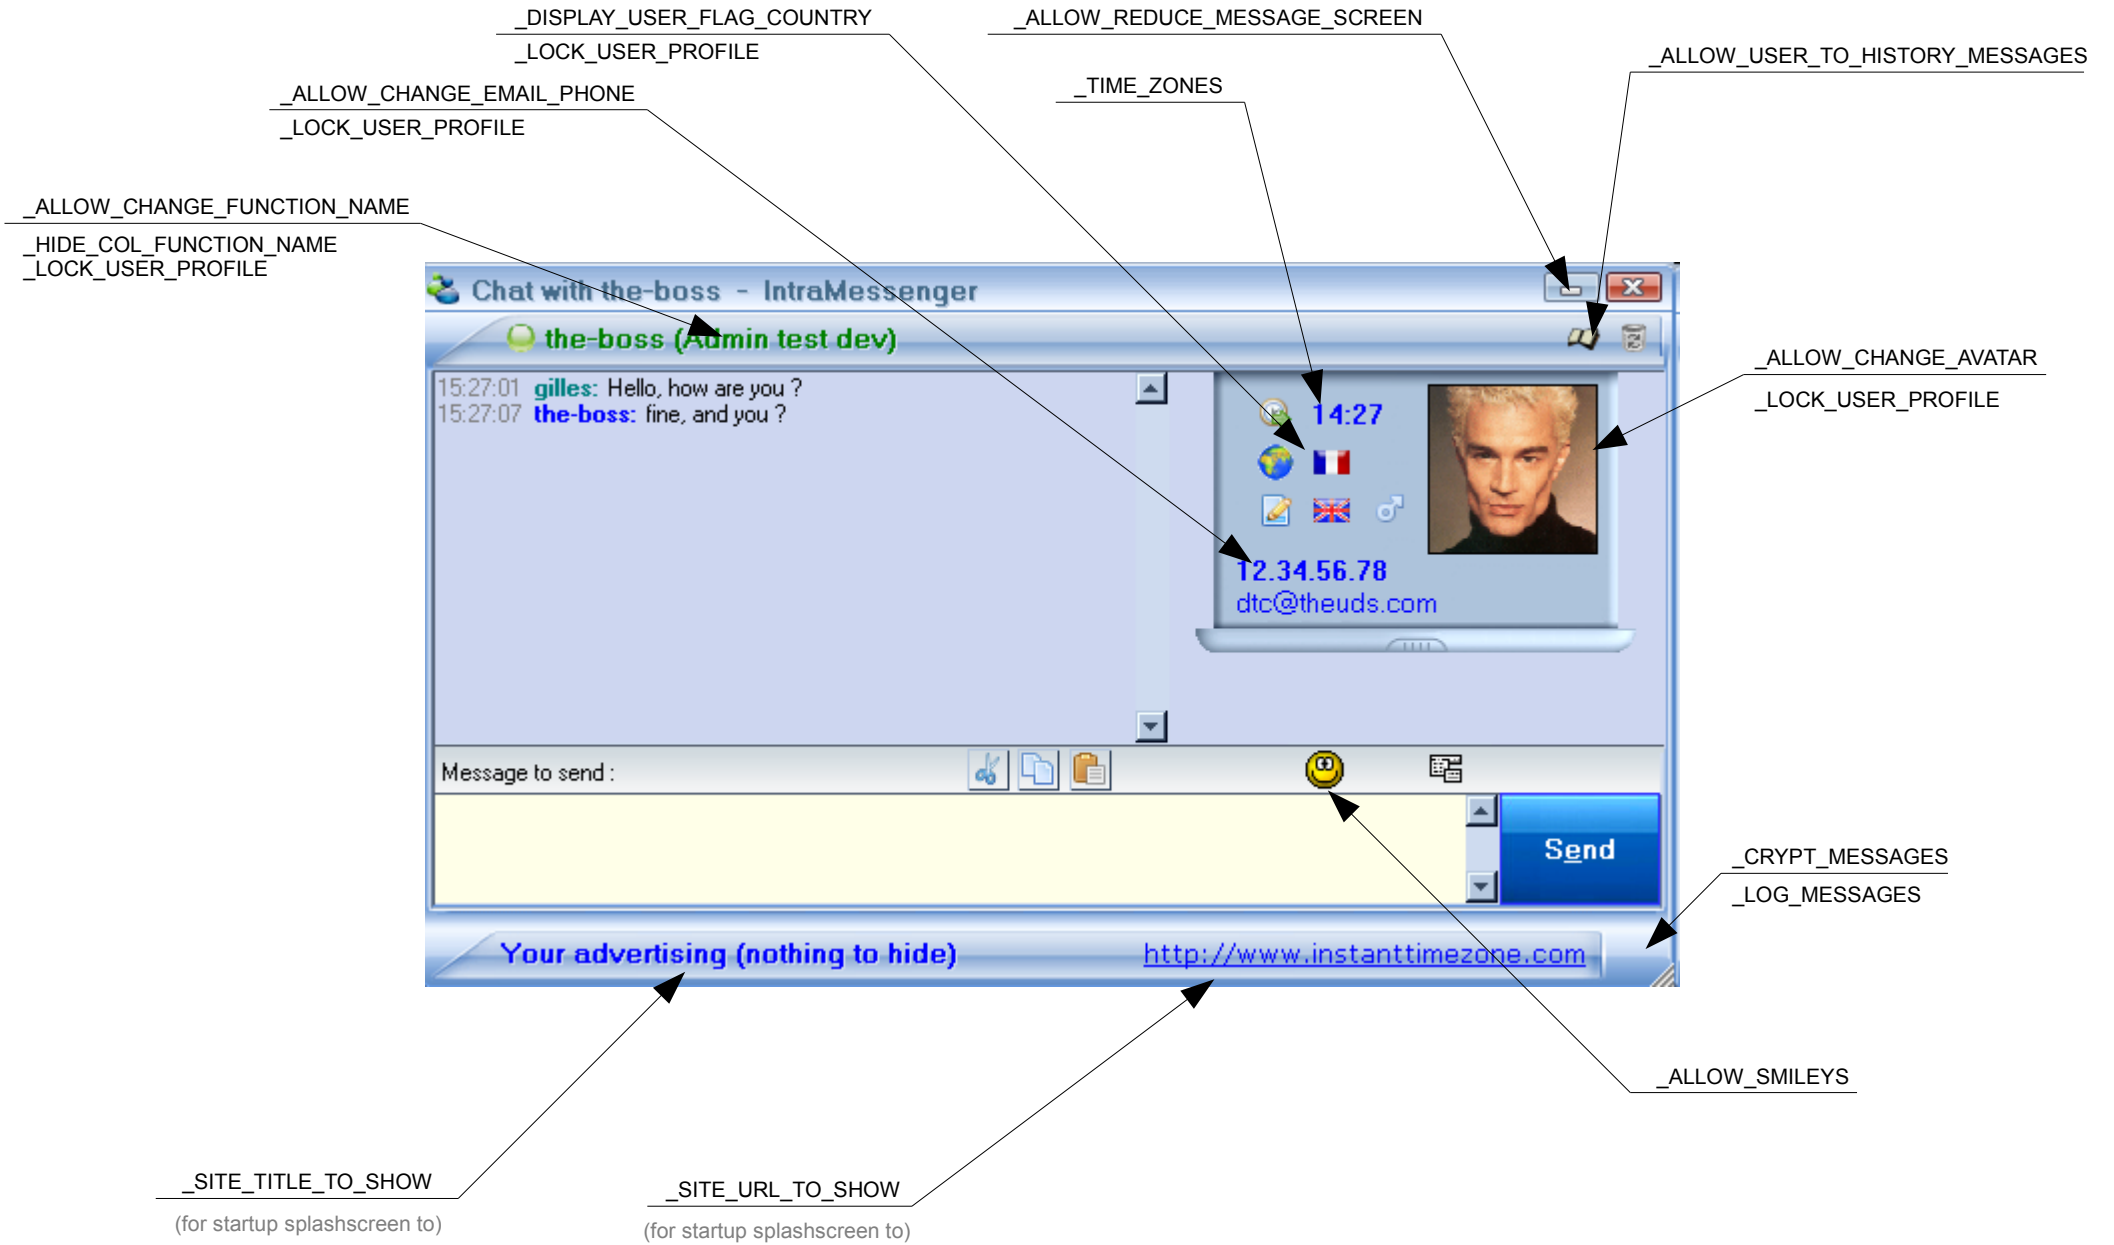 _DISPLAY_USER_FLAG_COUNTRY
_LOCK_USER_PROFILE
_ALLOW_REDUCE_MESSAGE_SCREEN
_ALLOW_USER_TO_HISTORY_MESSAGES
_TIME_ZONES
_ALLOW_CHANGE_EMAIL_PHONE
_LOCK_USER_PROFILE
_ALLOW_CHANGE_FUNCTION_NAME
_HIDE_COL_FUNCTION_NAME
_LOCK_USER_PROFILE
Chat with the-boss - IntraMessenger
the-boss (Admin test dev)
_ALLOW_CHANGE_AVATAR
_LOCK_USER_PROFILE
15:27:01 gilles: Hello, how are you ?
15:27:07 the-boss: fine, and you ?
14:27
12.34.56.78
dtc@theuds.com
Message to send :
Send
_CRYPT_MESSAGES
_LOG_MESSAGES
Your advertising (nothing to hide)
http://www.instanttimezone.com
_ALLOW_SMILEYS
_SITE_TITLE_TO_SHOW
(for startup splashscreen to)
_SITE_URL_TO_SHOW
(for startup splashscreen to)